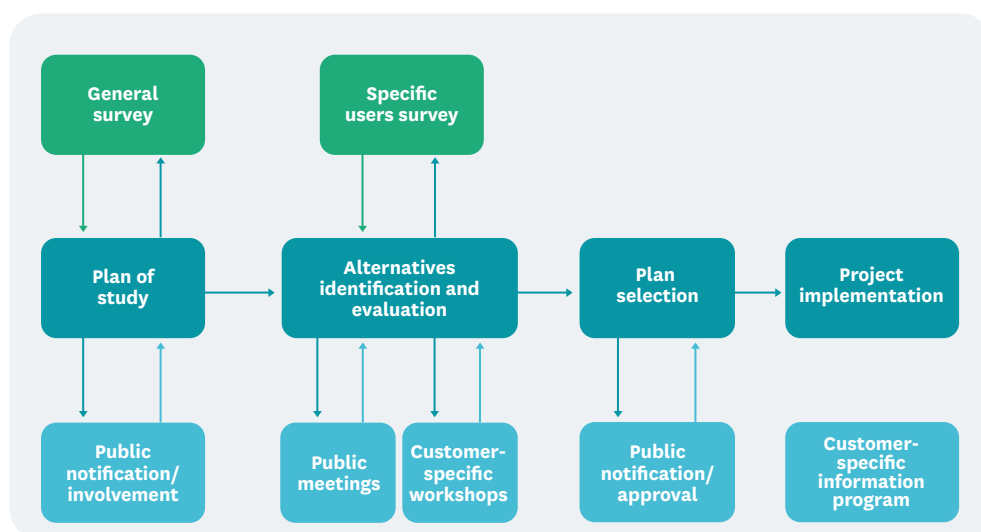 General
survey
Specific
users survey
Plan of
study
Alternatives
identification and
evaluation
Plan
selection
Project
implementation
Public
notification/
involvement
Public
meetings
Customer-
specific
workshops
Public
notification/
approval
Customer-
specific
information
program